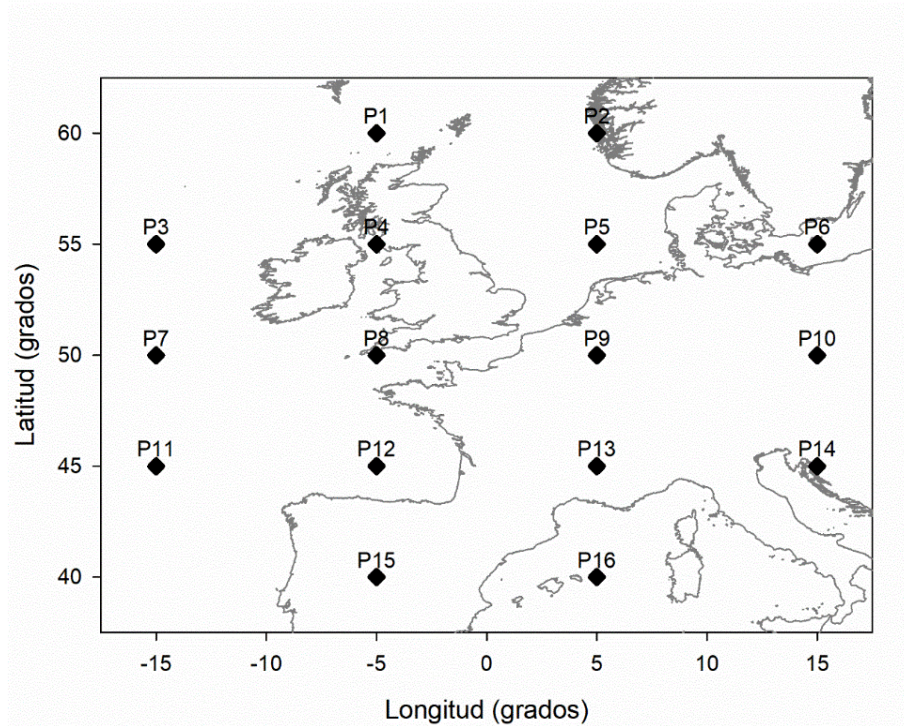 P1 P2
60
P3 P4 P5 P6
55
P7 P8 P9 P10
50
P11 P12 P13 P14
45
P15 P16
40
Latitud (grados)
-15 -10 -5 0 5 10 15
Longitud (grados)